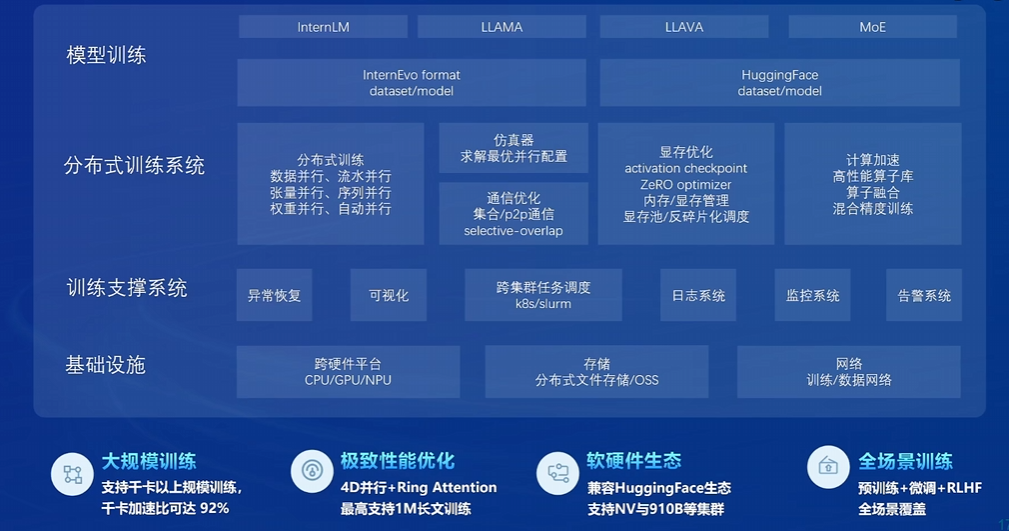 模型训练
InternLM
LLAMA
LLAVA
MoE
InternEvo format
dataset/model
HuggingFace
dataset/model
分布式训练系统
分布式训练
数据并行、流水并行
张量并行、序列并行
权重并行、自动并行
仿真器
求解最优并行配置
通信优化
集合/p2p通信
selective-overlap
显存优化
activation checkpoint
ZeRO optimizer
内存/显存管理
显存池/反碎片化调度
计算加速
高性能算子库
算子融合
混合精度训练
训练支撑系统
异常恢复
可视化
跨集群任务调度
k8s/slurm
日志系统
监控系统
告警系统
基础设施
跨硬件平台
CPU/GPU/NPU
存储
分布式文件存储/OSS
网络
训练/数据网络
大规模训练
支持千卡以上规模训练，
千卡加速比可达 92%
极致性能优化
4D并行+Ring Attention
最高支持1M长文训练
软硬件生态
兼容HuggingFace生态
支持NV与910B等集群
全场景训练
预训练+微调+RLHF
全场景覆盖